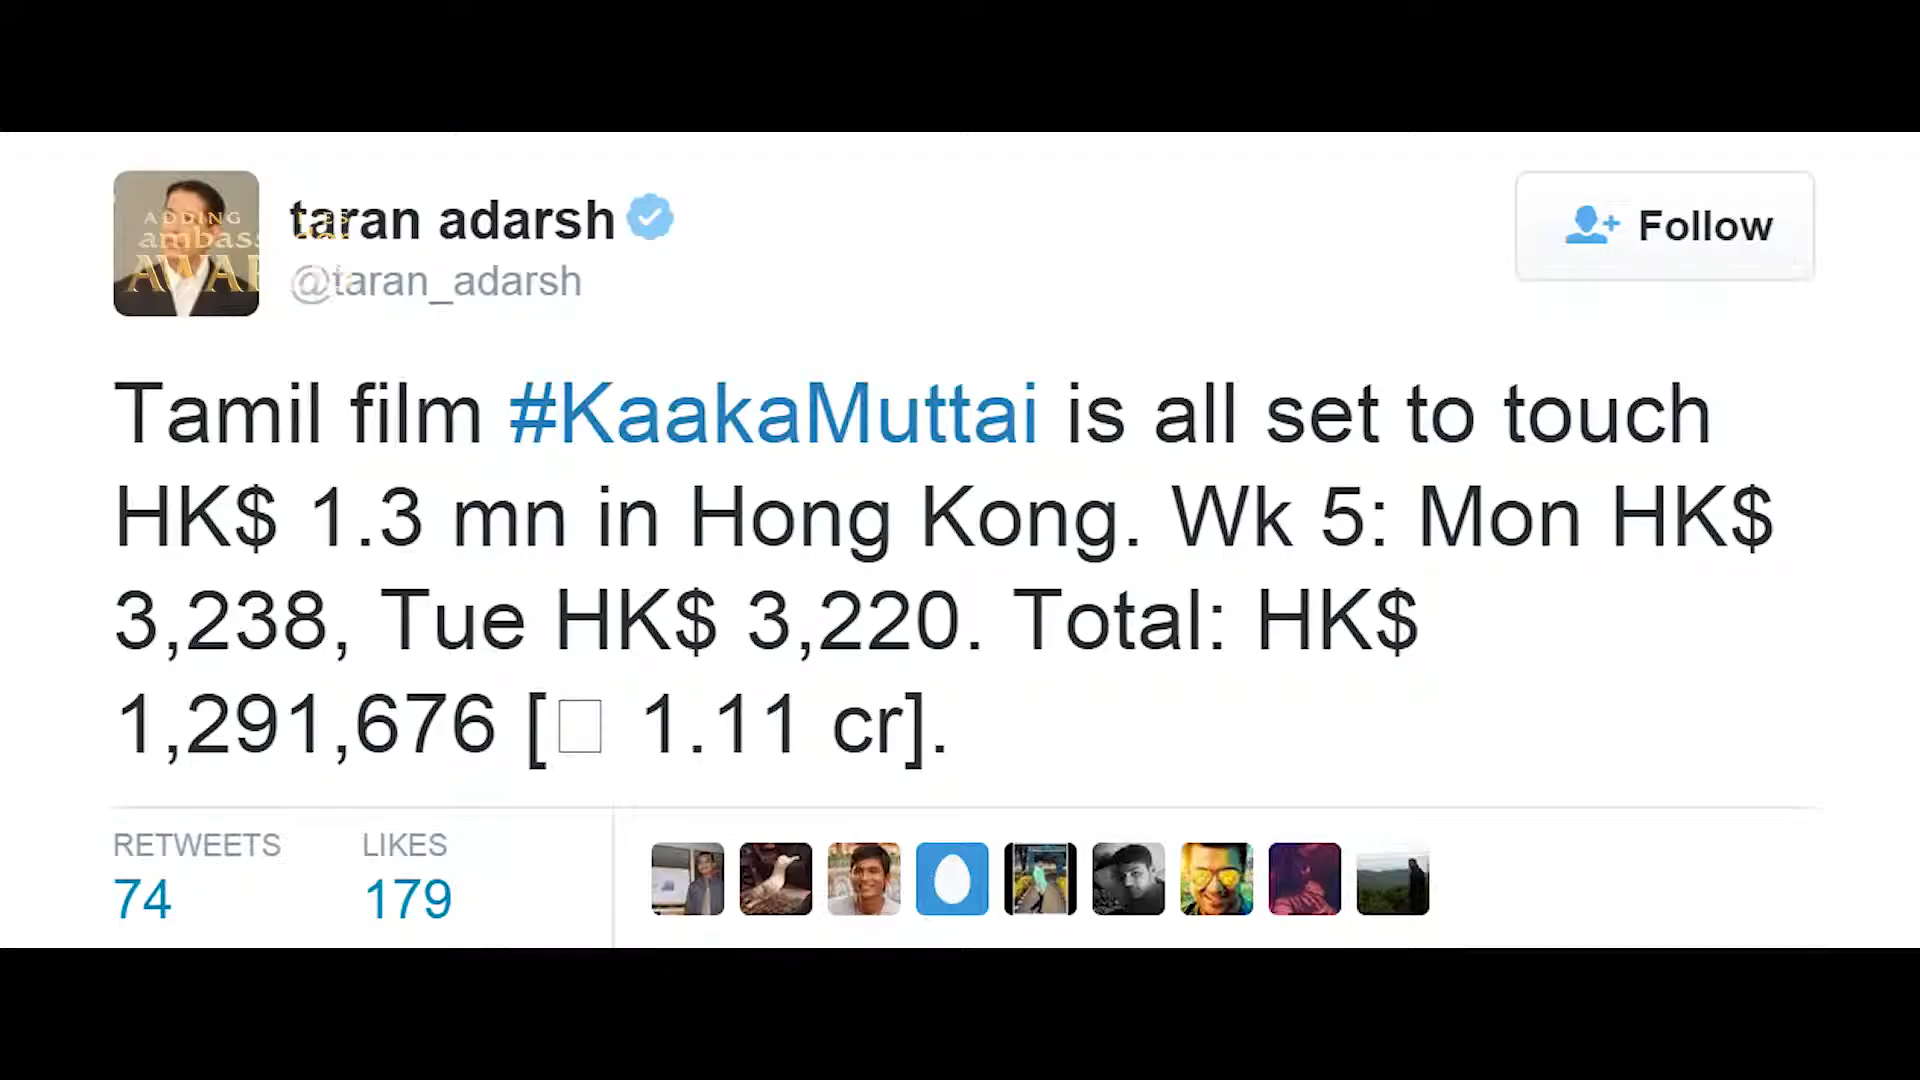 taran adarsh
@taran_adarsh
Follow
Tamil film #KaakaMuttai is all set to touch
HK$ 1.3 mn in Hong Kong. Wk 5: Mon HK$
3,238, Tue HK$ 3,220. Total: HK$
1,291,676 [□ 1.11 cr].
RETWEETS LIKES
74 179
ADDING